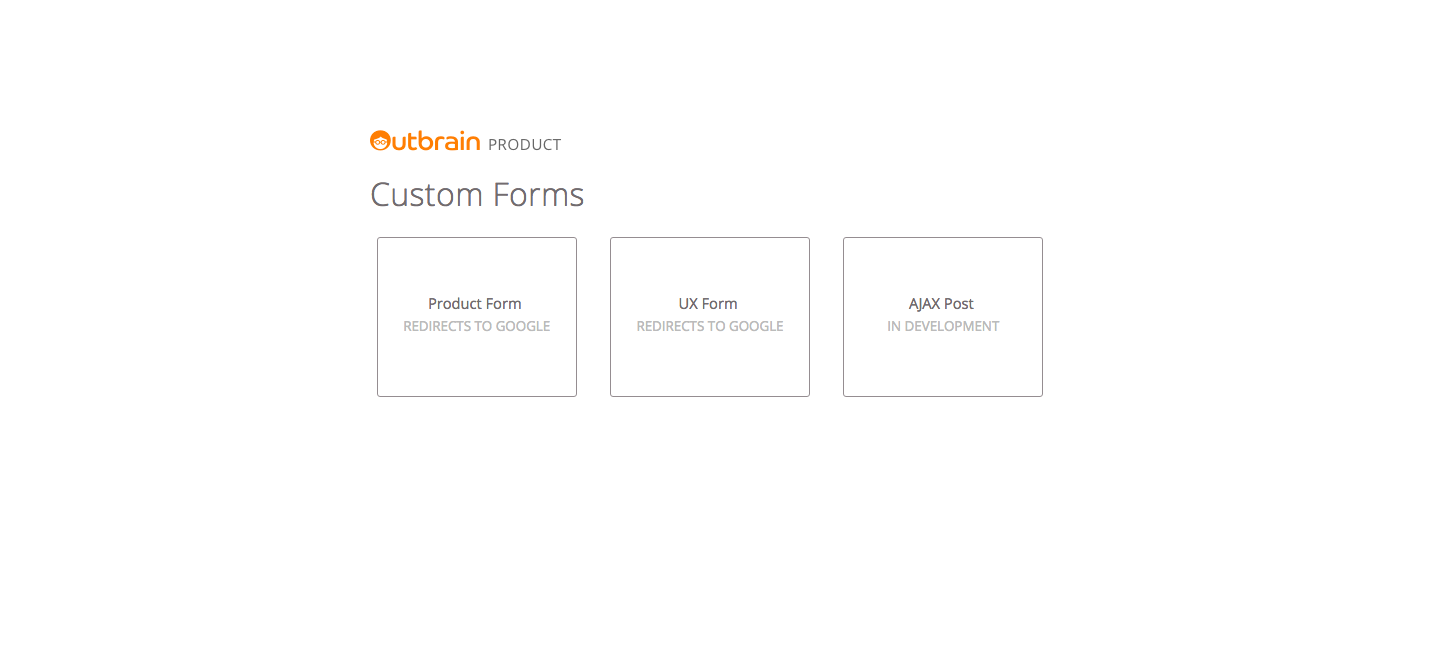 Outbrain PRODUCT
Custom Forms
Product Form
REDIRECTS TO GOOGLE
UX Form
REDIRECTS TO GOOGLE
AJAX Post
IN DEVELOPMENT